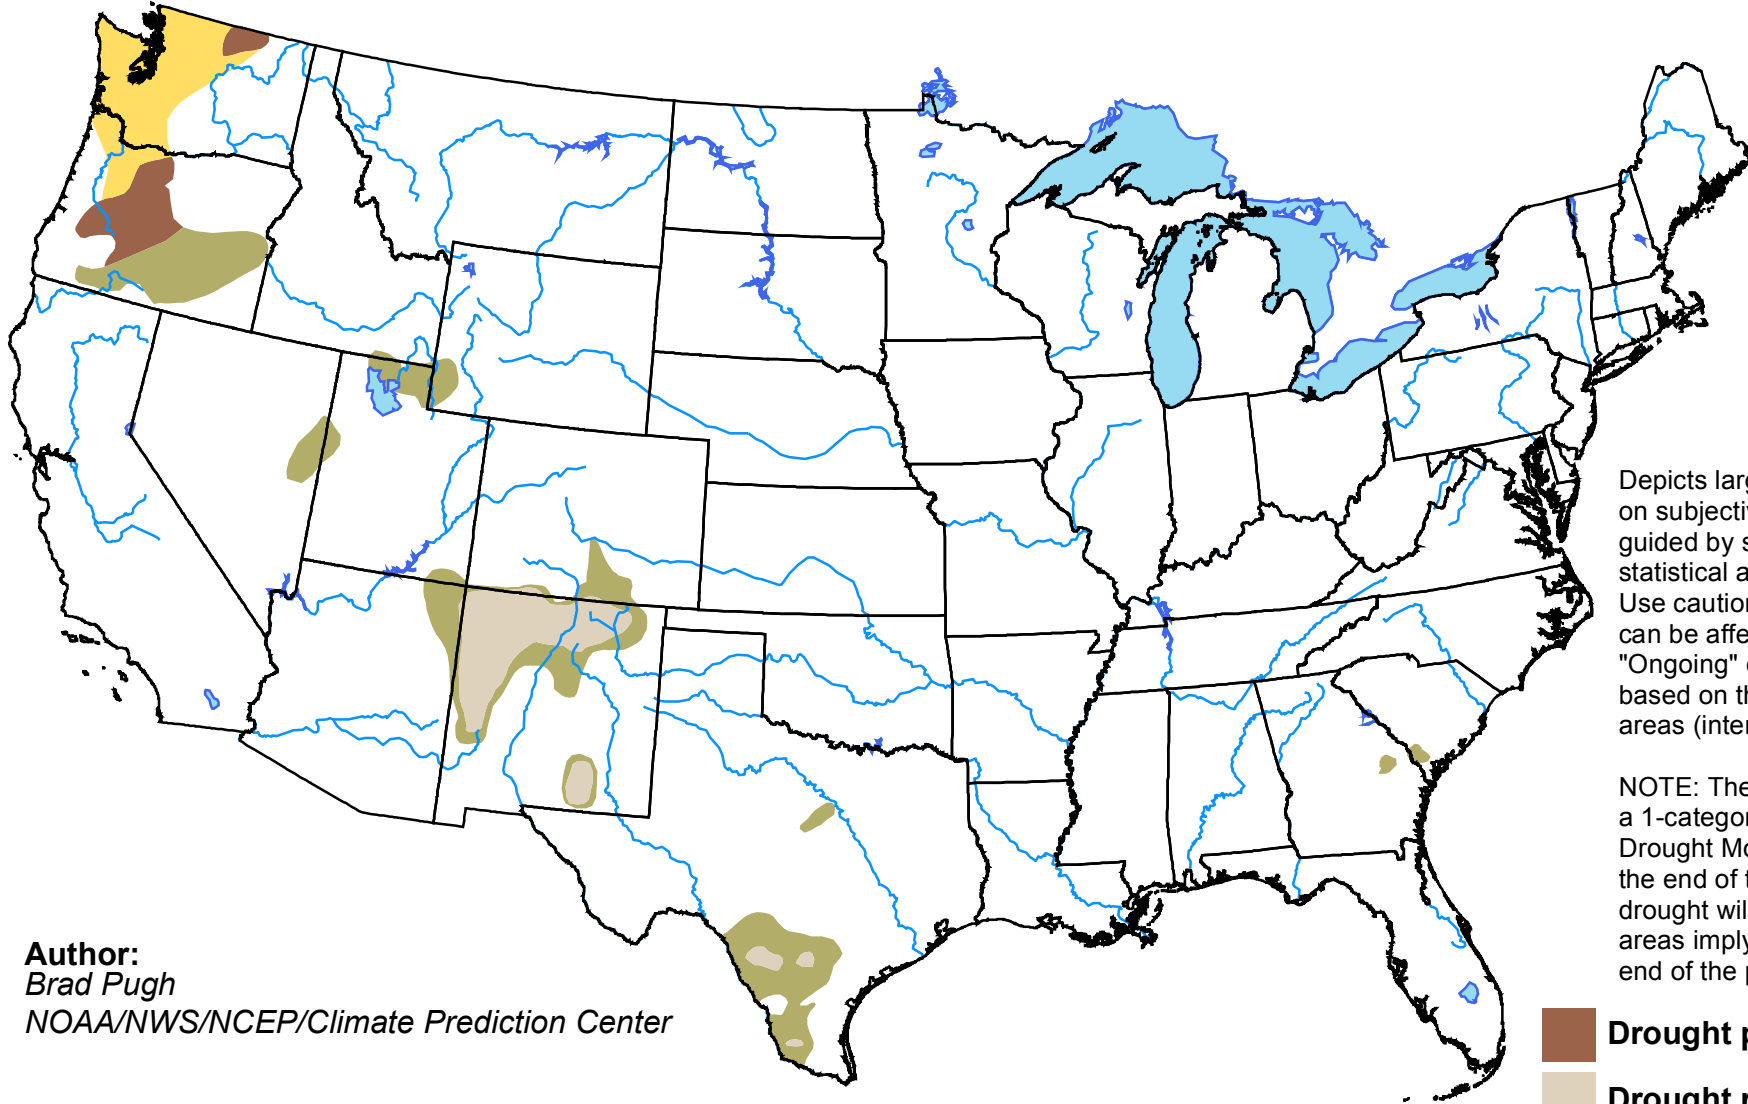 Depicts larg
on subjectiv
guided by s
statistical a
Use caution
can be affe
"Ongoing"
based on th
areas (inter
NOTE: The
a 1-categor
Drought Mo
the end of t
drought wil
areas imply
end of the p
Author:
Brad Pugh
NOAA/NWS/NCEP/Climate Prediction Center
Drought p
Drought